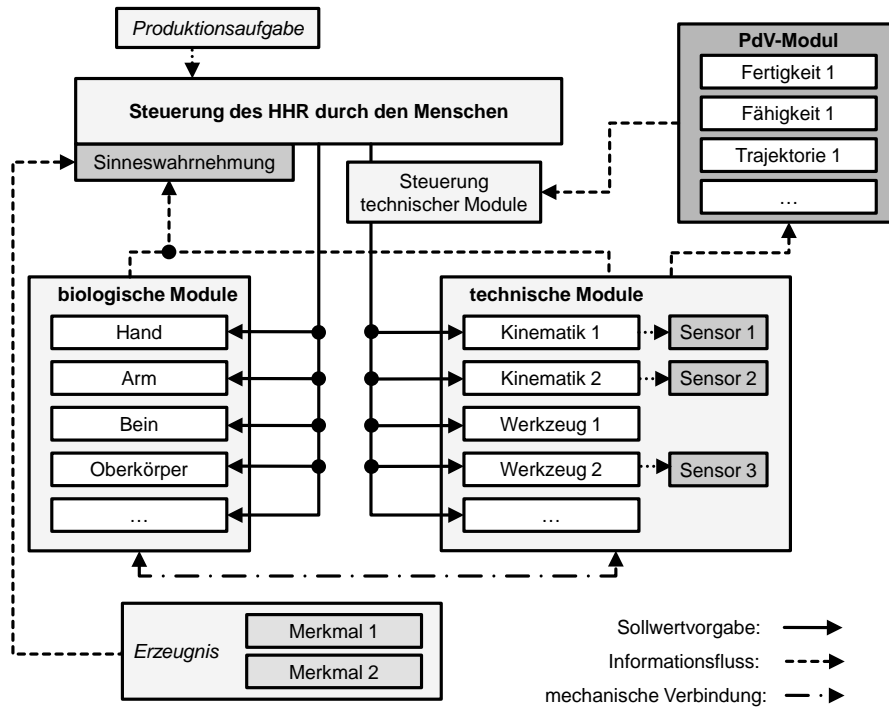 Produktionsaufgabe
Steuerung des HHR durch den Menschen
Sinneswahrnehmung
Steuerung
technischer Module
PdV-Modul
Fertigkeit 1
Fähigkeit 1
Trajektorie 1
...
biologische Module
Hand
Arm
Bein
Oberkörper
...
technische Module
Kinematik 1
Sensor 1
Kinematik 2
Sensor 2
Werkzeug 1
Werkzeug 2
Sensor 3
...
Erzeugnis
Merkmal 1
Merkmal 2
Sollwertvorgabe:
Informationsfluss:
mechanische Verbindung: